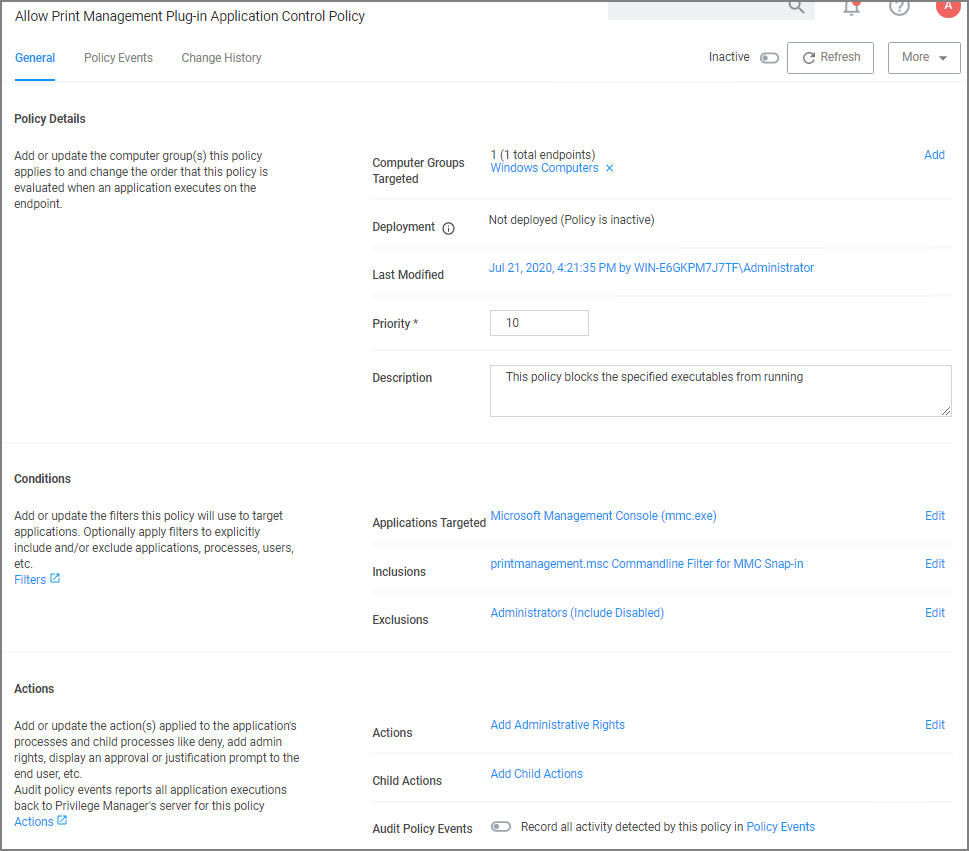 Allow Print Management Plug-in Application Control Policy
A
General
Policy Events
Change History
Inactive
Refresh
More
Policy Details
Add or update the computer group(s) this policy
applies to and change the order that this policy is
evaluated when an application executes on the
endpoint.
Computer Groups
Targeted
1 (1 total endpoints)
Windows Computers ×
Add
Deployment
Not deployed (Policy is inactive)
Last Modified
Jul 21, 2020, 4:21:35 PM by WIN-E6GKPM7J7TF\Administrator
Priority *
10
Description
This policy blocks the specified executables from running
Conditions
Add or update the filters this policy will use to target
applications. Optionally apply filters to explicitly
include and/or exclude applications, processes, users,
etc.
Filters
Applications Targeted
Microsoft Management Console (mmc.exe)
Edit
Inclusions
printmanagement.msc Commandline Filter for MMC Snap-in
Edit
Exclusions
Administrators (Include Disabled)
Edit
Actions
Add or update the action(s) applied to the application's
processes and child processes like deny, add admin
rights, display an approval or justification prompt to the
end user, etc.
Audit policy events reports all application executions
back to Privilege Manager's server for this policy
Actions
Actions
Add Administrative Rights
Edit
Child Actions
Add Child Actions
Audit Policy Events
Record all activity detected by this policy in Policy Events